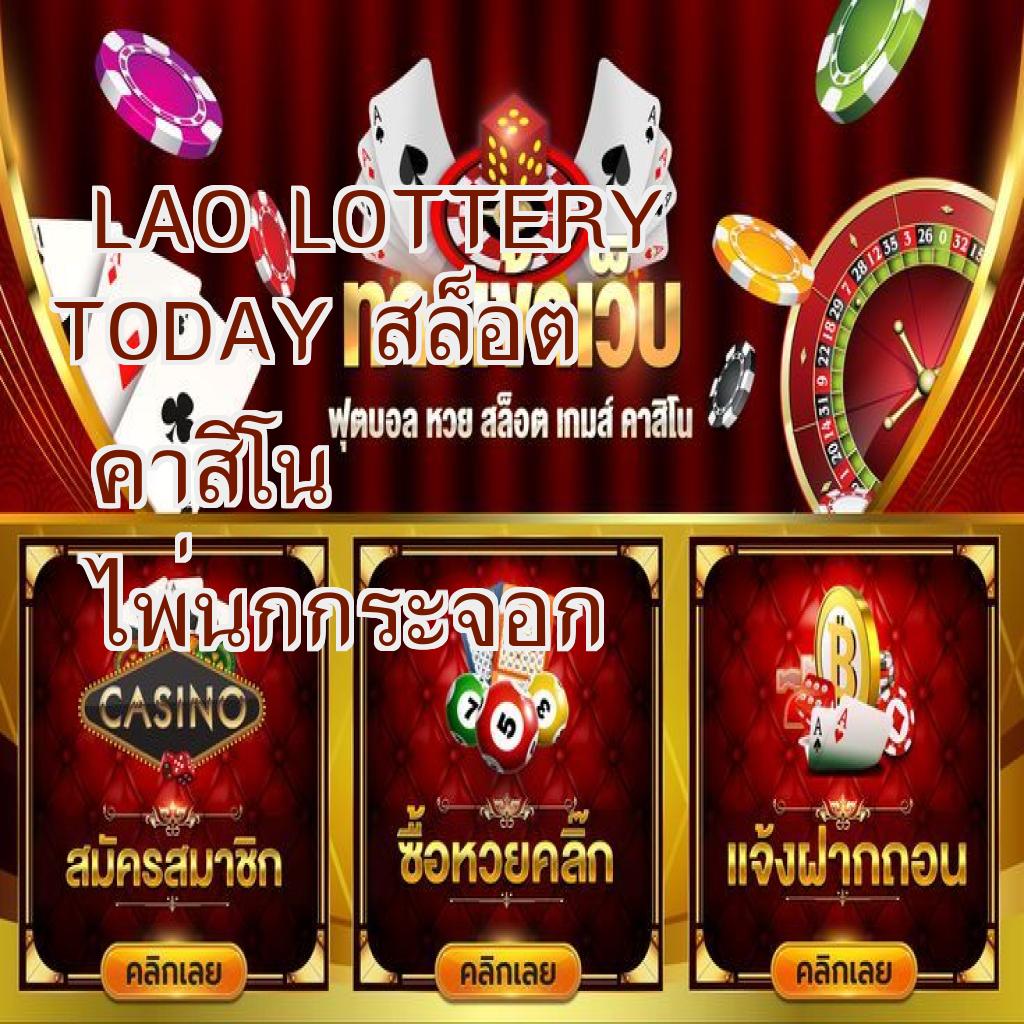 LAO LOTTERY
TODAY สล็อต
คาสิโน
ไพ่นกกระจอก
ฟุตบอล หวย สล็อต เกมส์ คาสิโน
CASINO
สมัครสมาชิก
คลิกเลย
ซื้อหวยคลิ๊ก
คลิกเลย
แจ้งฝากถอน
คลิกเลย